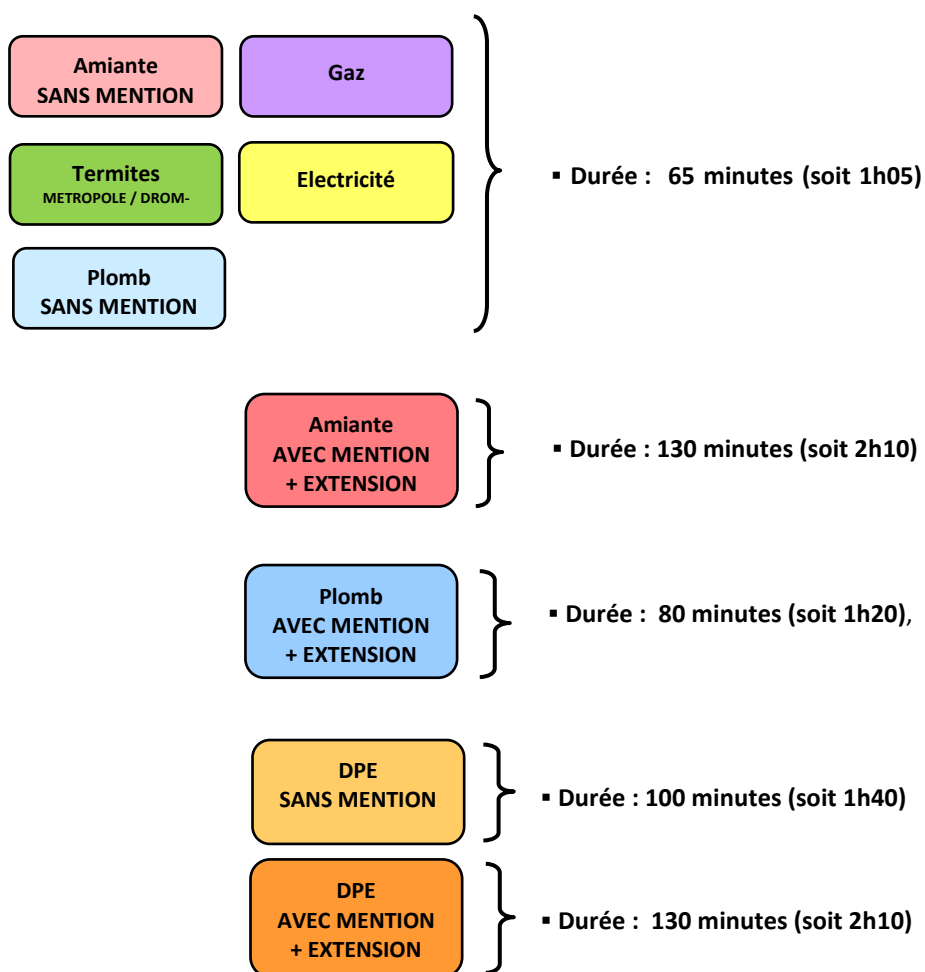 Amiante
SANS MENTION
Gaz
Termites
METROPOLE / DROM-
Electricité
Plomb
SANS MENTION
▪ Durée : 65 minutes (soit 1h05)
Amiante
AVEC MENTION
+ EXTENSION
▪ Durée : 130 minutes (soit 2h10)
Plomb
AVEC MENTION
+ EXTENSION
▪ Durée : 80 minutes (soit 1h20),
DPE
SANS MENTION
▪ Durée : 100 minutes (soit 1h40)
DPE
AVEC MENTION
+ EXTENSION
▪ Durée : 130 minutes (soit 2h10)